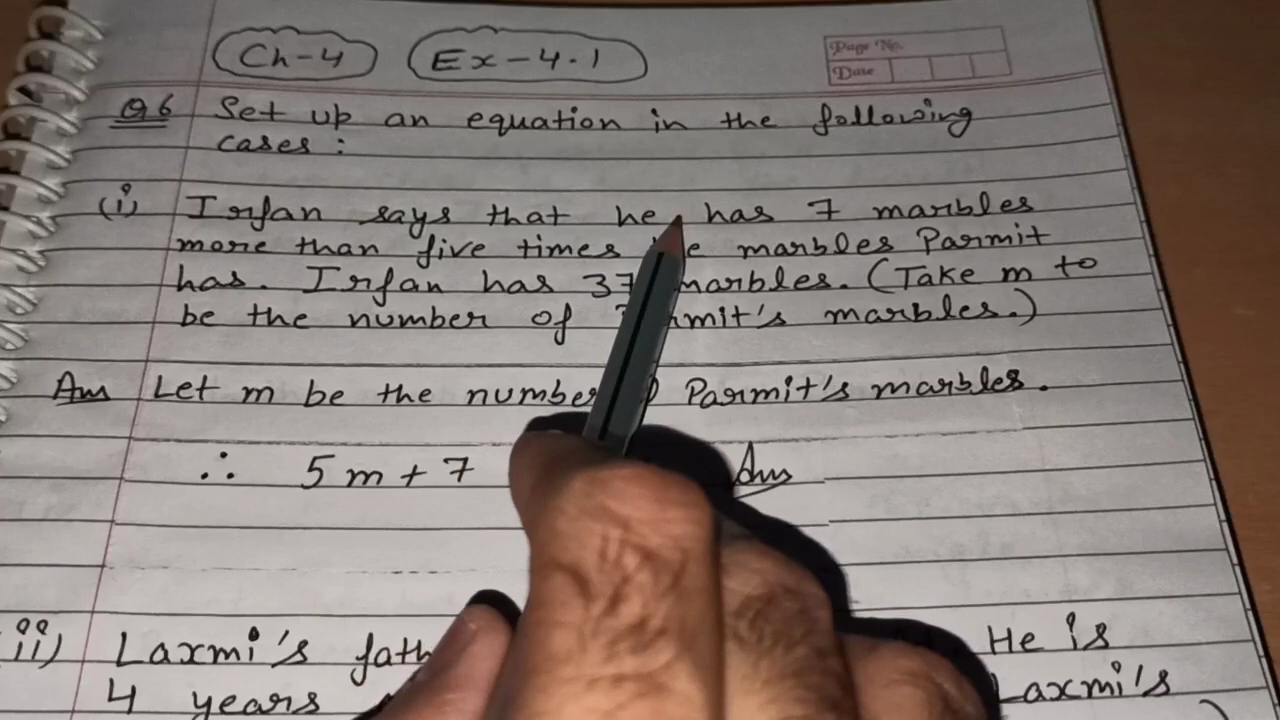 Ch-4 Ex-4.1
Page No.
Date
Q6 Set up an equation in the following
cases:
(i) Irfan says that he has 7 marbles
more than five times marbles Parmit
has. Irfan has 37 marbles. (Take m to
be the number of marbles.)
Ans Let m be the number Parmit's marbles.
∴ 5m + 7 Ans
ii) Laxmi's He is
4 years Laxmi's